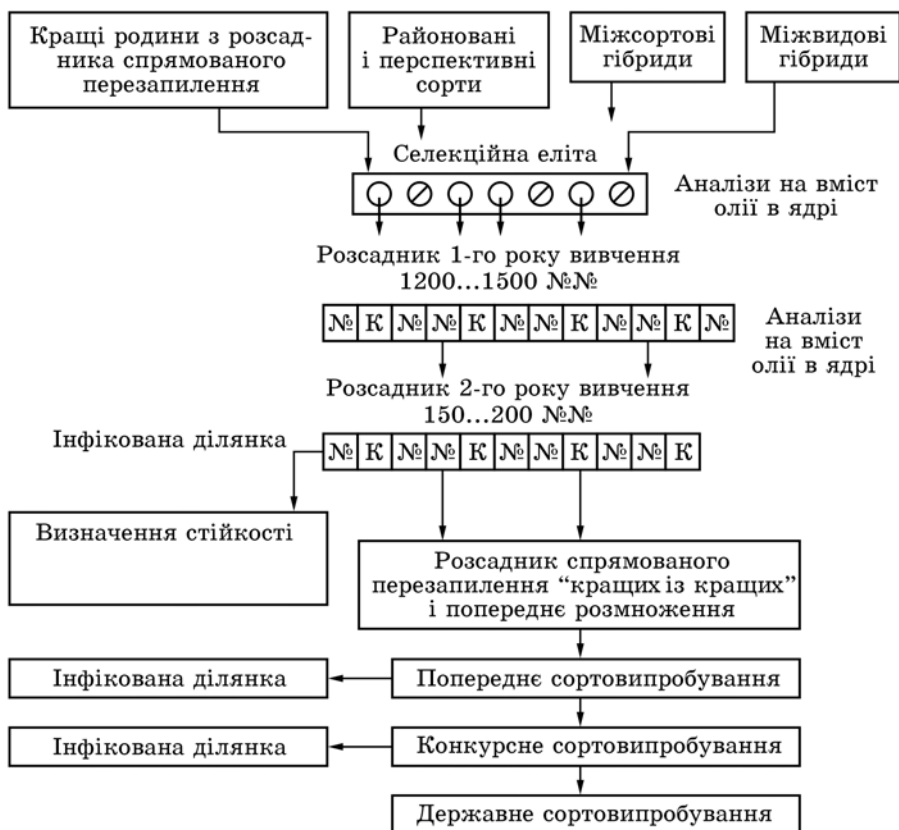 Кращі родини з розсад-
ника спрямованого
перезапилення
Районовані
і перспективні
сорти
Міжсортові
гібриди
Міжвидові
гібриди
Селекційна еліта
Аналізи на вміст
олії в ядрі
Розсадник 1-го року вивчення
1200...1500 №№
№ К № № К № № К № № К №
Аналізи
на вміст
олії в ядрі
Розсадник 2-го року вивчення
150...200 №№
Інфікована ділянка
№ К № № К № № К № № К
Визначення стійкості
Розсадник спрямованого
перезапилення “кращих із кращих”
і попереднє розмноження
Інфікована ділянка
Попереднє сортовипробування
Інфікована ділянка
Конкурсне сортовипробування
Державне сортовипробування